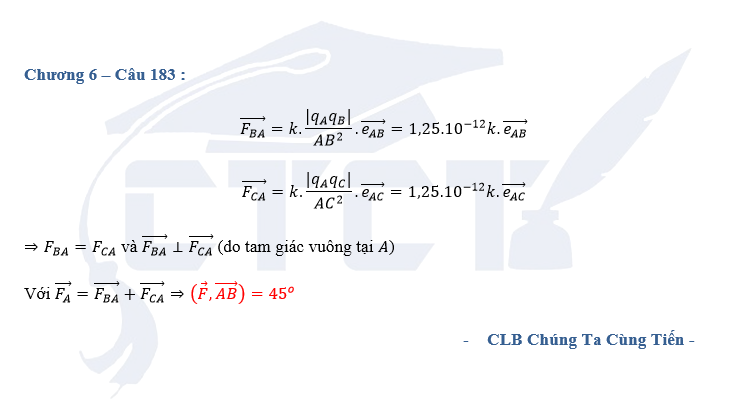 Chương 6 – Câu 183 :
$\overrightarrow{F_{BA}} = k.\frac{|q_A q_B|}{AB^2}.\overrightarrow{e_{AB}} = 1,25.10^{-12}k.\overrightarrow{e_{AB}}$
$\overrightarrow{F_{CA}} = k.\frac{|q_A q_C|}{AC^2}.\overrightarrow{e_{AC}} = 1,25.10^{-12}k.\overrightarrow{e_{AC}}$
⇒ $F_{BA} = F_{CA}$ và $\overrightarrow{F_{BA}} \perp \overrightarrow{F_{CA}}$ (do tam giác vuông tại $A$)
Với $\overrightarrow{F_A} = \overrightarrow{F_{BA}} + \overrightarrow{F_{CA}} \Rightarrow (\vec{F}, \overrightarrow{AB}) = 45^o$
- CLB Chúng Ta Cùng Tiến -
CTCT